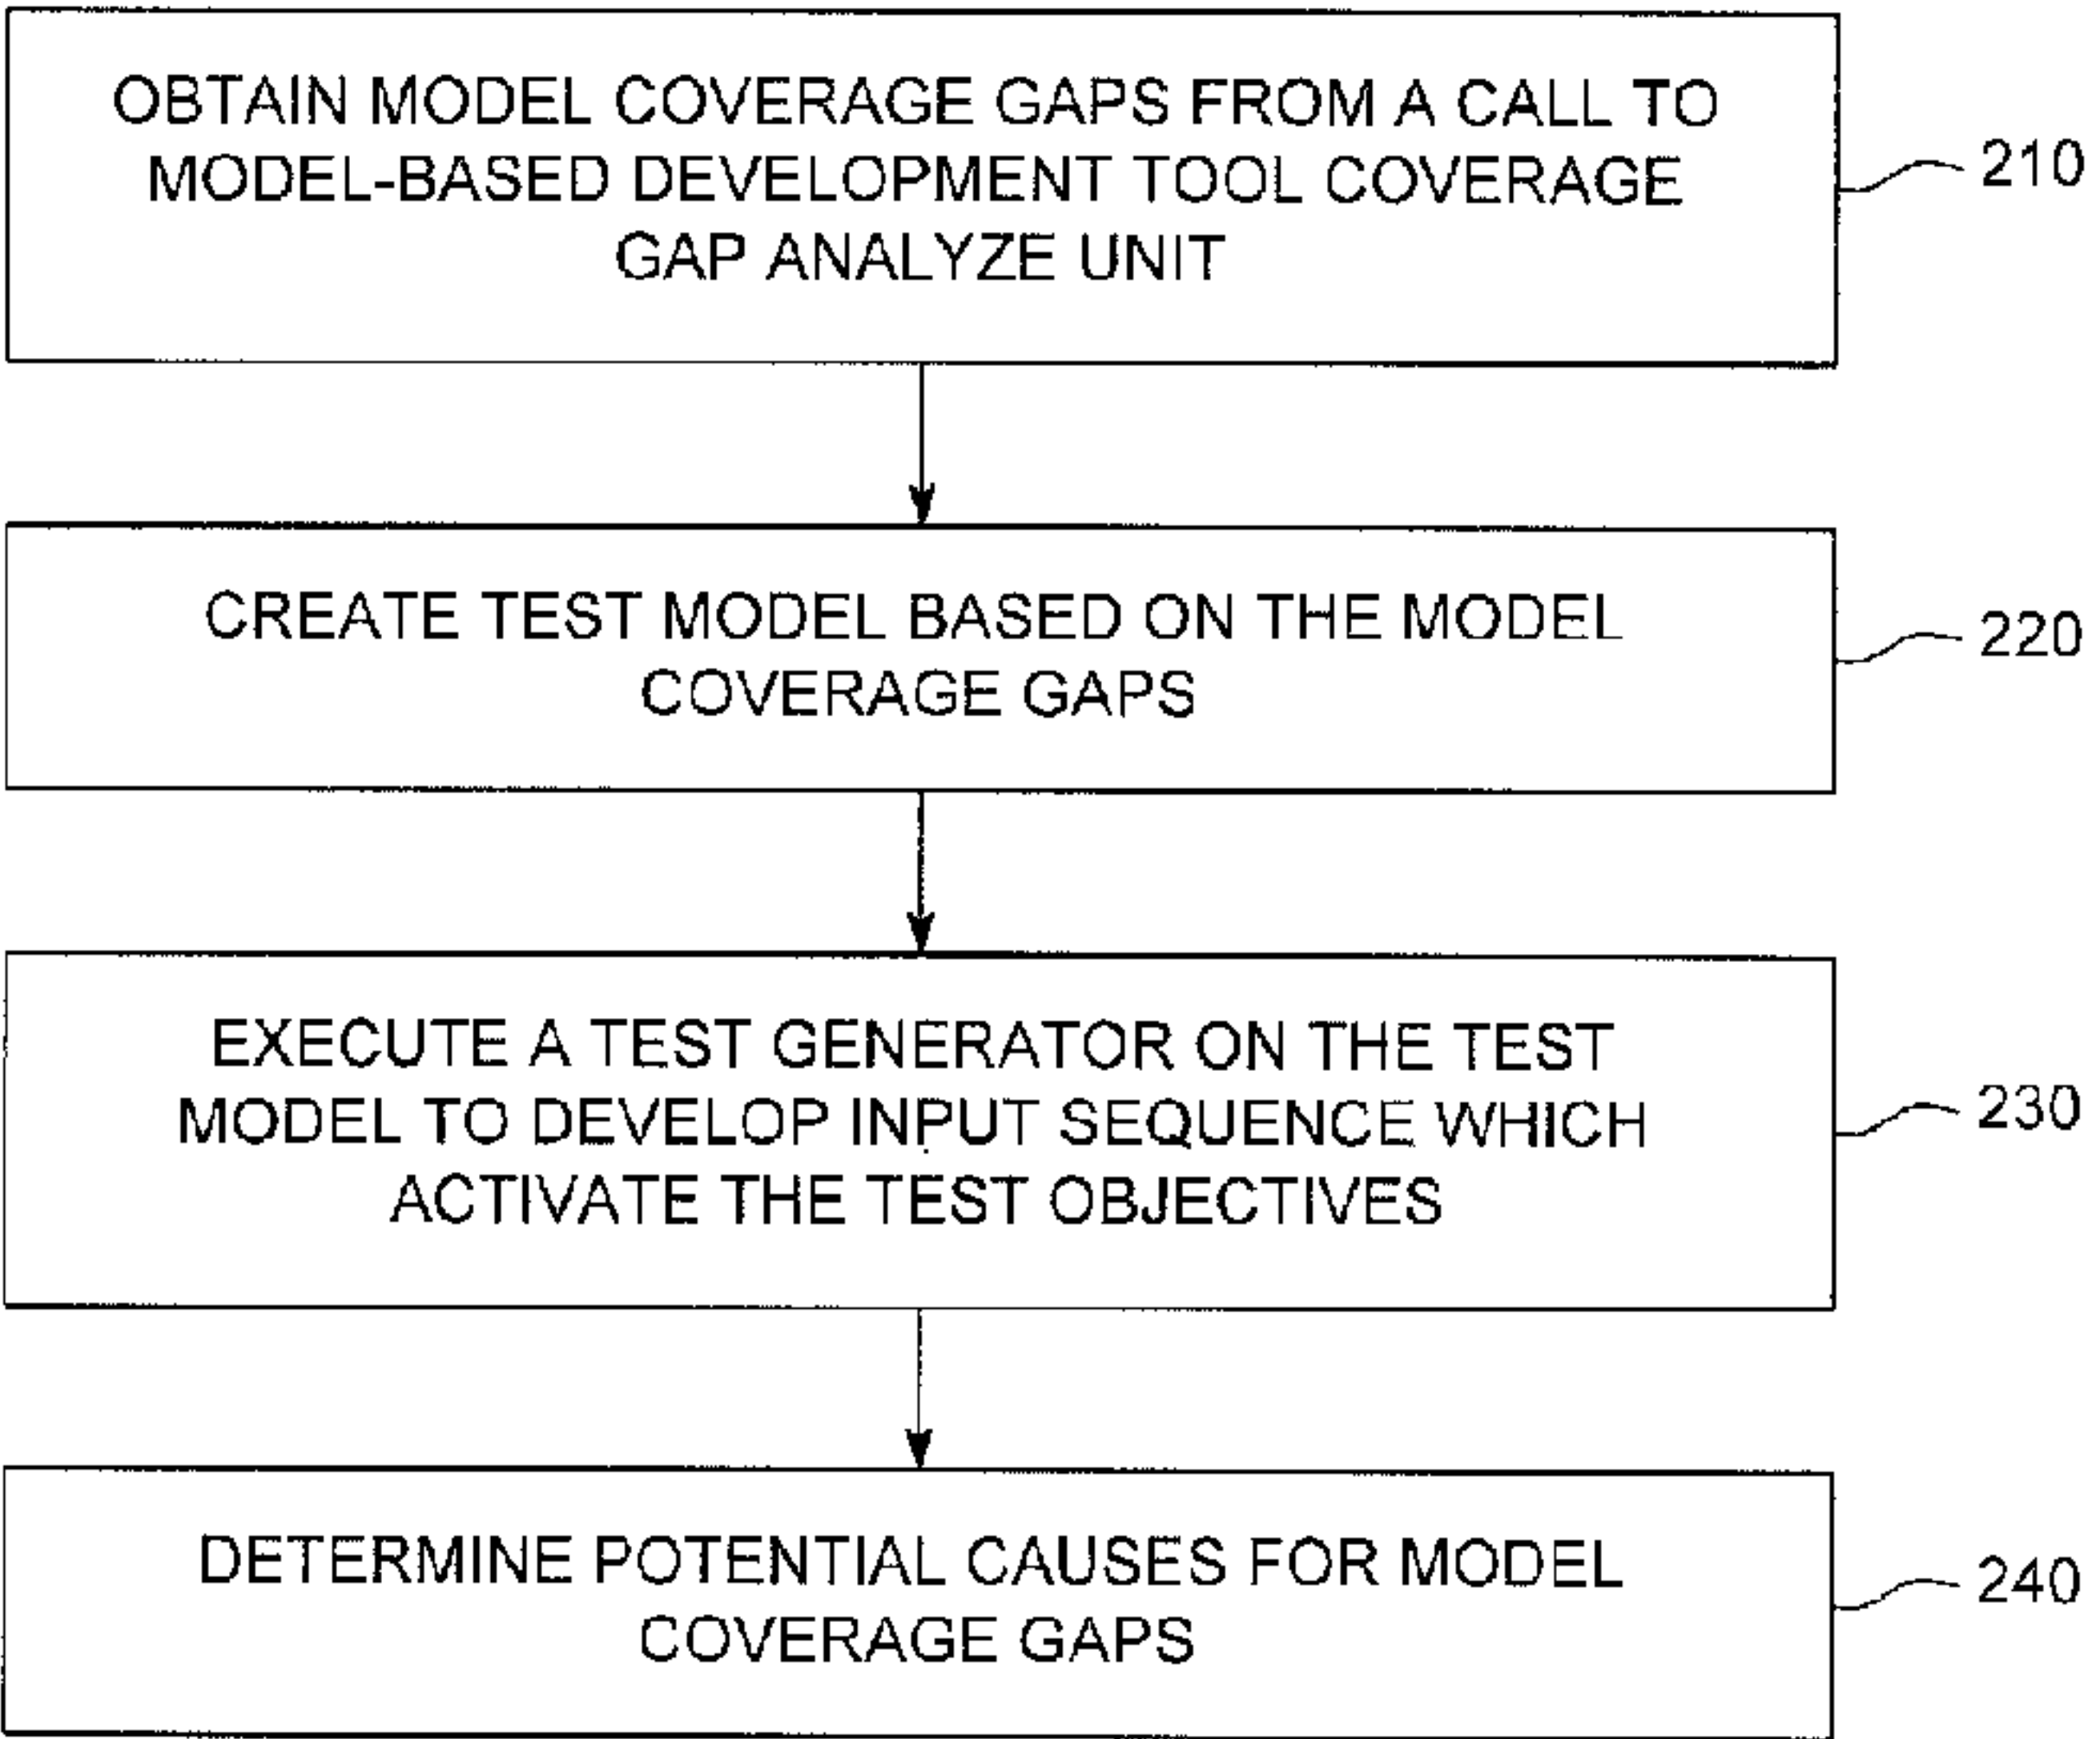 OBTAIN MODEL COVERAGE GAPS FROM A CALL TO
MODEL-BASED DEVELOPMENT TOOL COVERAGE
GAP ANALYZE UNIT
210
CREATE TEST MODEL BASED ON THE MODEL
COVERAGE GAPS
220
EXECUTE A TEST GENERATOR ON THE TEST
MODEL TO DEVELOP INPUT SEQUENCE WHICH
ACTIVATE THE TEST OBJECTIVES
230
DETERMINE POTENTIAL CAUSES FOR MODEL
COVERAGE GAPS
240